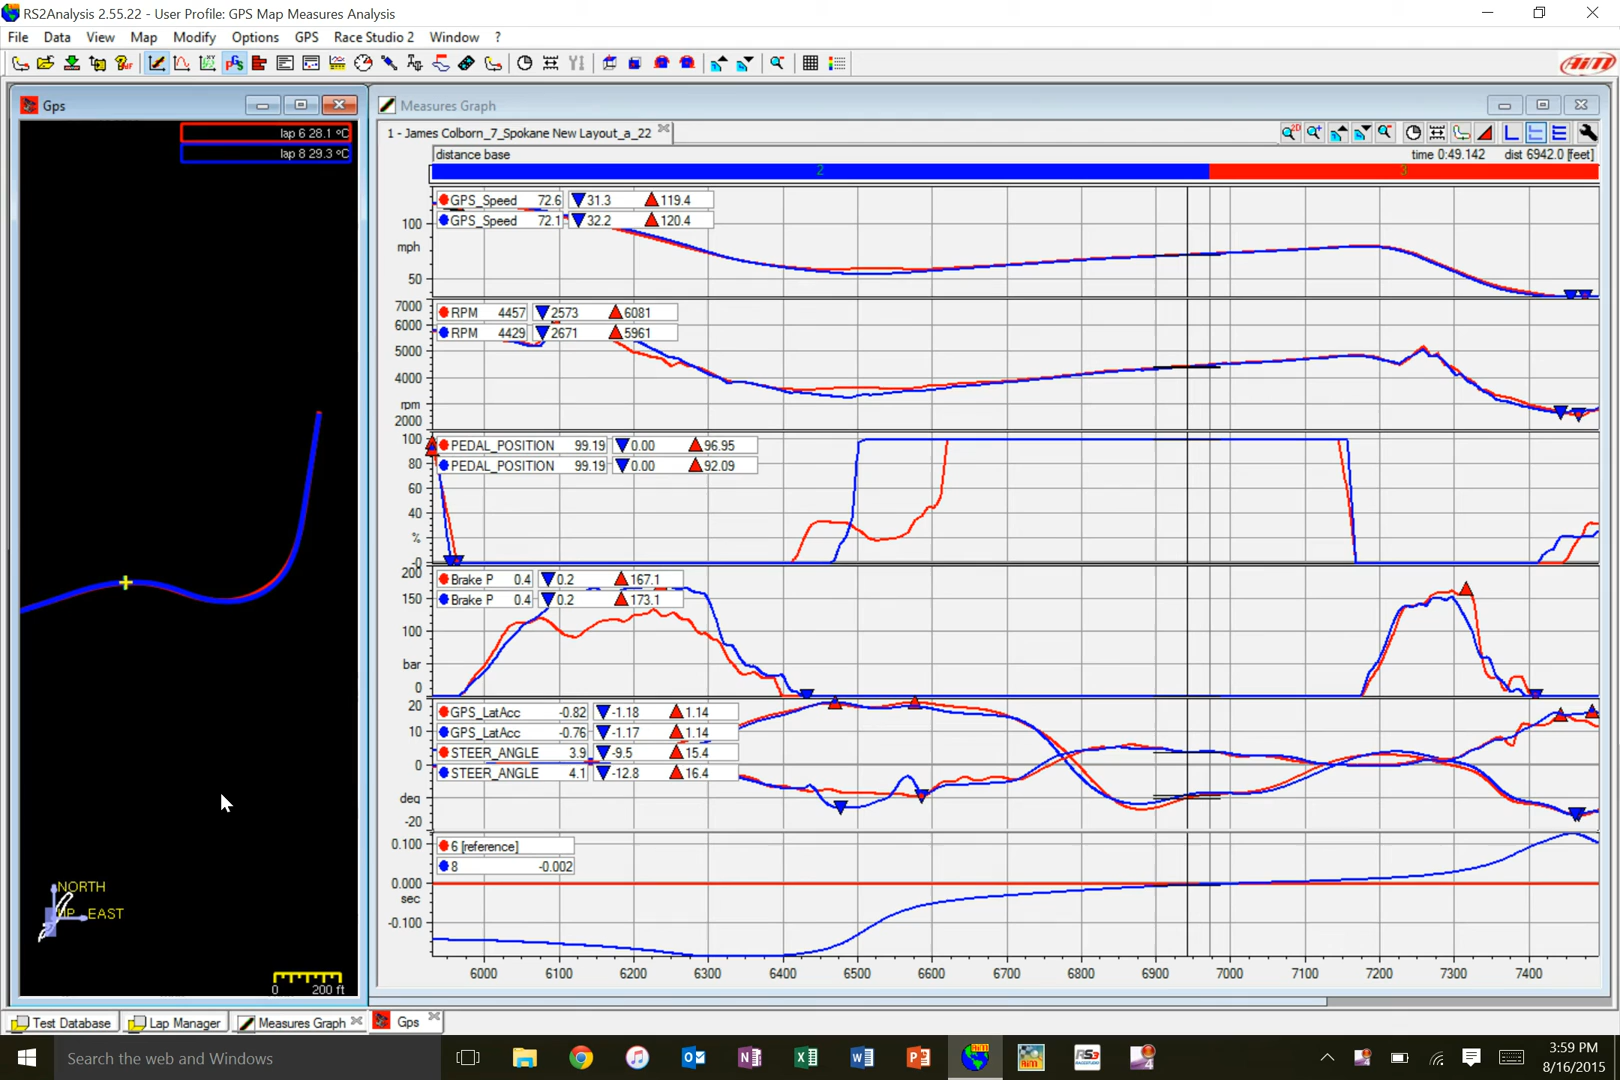 RS2Analysis 2.55.22 - User Profile: GPS Map Measures Analysis
File Data View Map Modify Options GPS Race Studio 2 Window ?
AiM
Gps
lap 6 28.1 ºC
lap 8 29.3 ºC
NORTH
UP EAST
0 200 ft
Measures Graph
1 - James Colborn_7_Spokane New Layout_a_22
distance base
time 0:49.142 dist 6942.0 [feet]
2 3
GPS_Speed 72.6 31.3 119.4
GPS_Speed 72.1 32.2 120.4
100
mph
50
7000
RPM 4457 2573 6081
6000
RPM 4429 2671 5961
5000
4000
rpm
2000
100
PEDAL_POSITION 99.19 0.00 96.95
80
PEDAL_POSITION 99.19 0.00 92.09
60
40
%
-0
200
Brake P 0.4 0.2 167.1
150
Brake P 0.4 0.2 173.1
100
bar
0
20
GPS_LatAcc -0.82 -1.18 1.14
10
GPS_LatAcc -0.76 -1.17 1.14
STEER_ANGLE 3.9 -9.5 15.4
0
STEER_ANGLE 4.1 -12.8 16.4
deq
-20
0.100
6 [reference]
8 -0.002
0.000
sec
-0.100
6000 6100 6200 6300 6400 6500 6600 6700 6800 6900 7000 7100 7200 7300 7400
Test Database Lap Manager Measures Graph Gps
Search the web and Windows
3:59 PM
8/16/2015